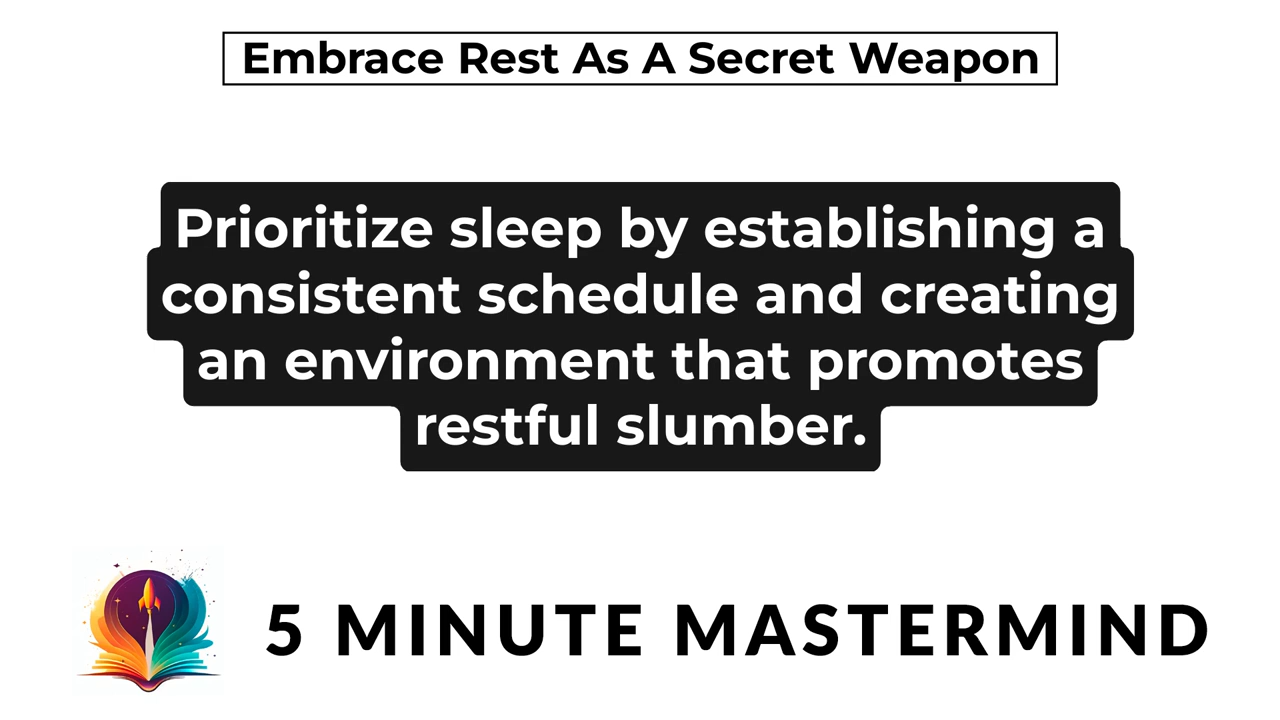 Embrace Rest As A Secret Weapon
Prioritize sleep by establishing a
consistent schedule and creating
an environment that promotes
restful slumber.
5 MINUTE MASTERMIND